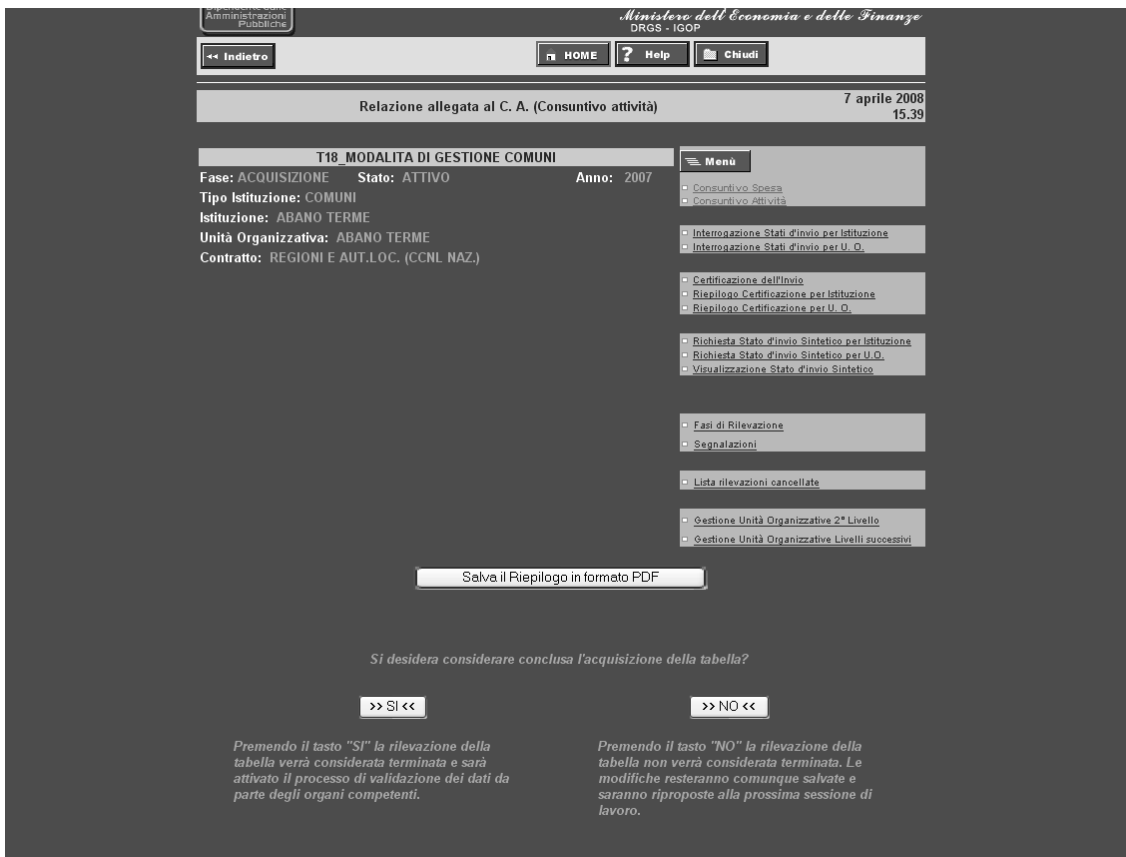 Dipendente dalle
Amministrazioni
Pubbliche
Ministero dell'Economia e delle Finanze
DRGS - IGOP
Indietro
HOME
? Help
Chiudi
Relazione allegata al C. A. (Consuntivo attività)
7 aprile 2008
15.39
T18_MODALITA DI GESTIONE COMUNI
Fase: ACQUISIZIONE Stato: ATTIVO Anno: 2007
Tipo Istituzione: COMUNI
Istituzione: ABANO TERME
Unità Organizzativa: ABANO TERME
Contratto: REGIONI E AUT.LOC. (CCNL NAZ.)
Menù
Consuntivo Spesa
Consuntivo Attività
Interrogazione Stati d'invio per Istituzione
Interrogazione Stati d'invio per U. O.
Certificazione dell'Invio
Riepilogo Certificazione per Istituzione
Riepilogo Certificazione per U. O.
Richiesta Stato d'invio Sintetico per Istituzione
Richiesta Stato d'invio Sintetico per U.O.
Visualizzazione Stato d'invio Sintetico
Fasi di Rilevazione
Segnalazioni
Lista rilevazioni cancellate
Gestione Unità Organizzative 2° Livello
Gestione Unità Organizzative Livelli successivi
Salva il Riepilogo in formato PDF
Si desidera considerare conclusa l'acquisizione della tabella?
>> SI <<
>> NO <<
Premendo il tasto "SI" la rilevazione della
tabella verrà considerata terminata e sarà
attivato il processo di validazione dei dati da
parte degli organi competenti.
Premendo il tasto "NO" la rilevazione della
tabella non verrà considerata terminata. Le
modifiche resteranno comunque salvate e
saranno riproposte alla prossima sessione di
lavoro.